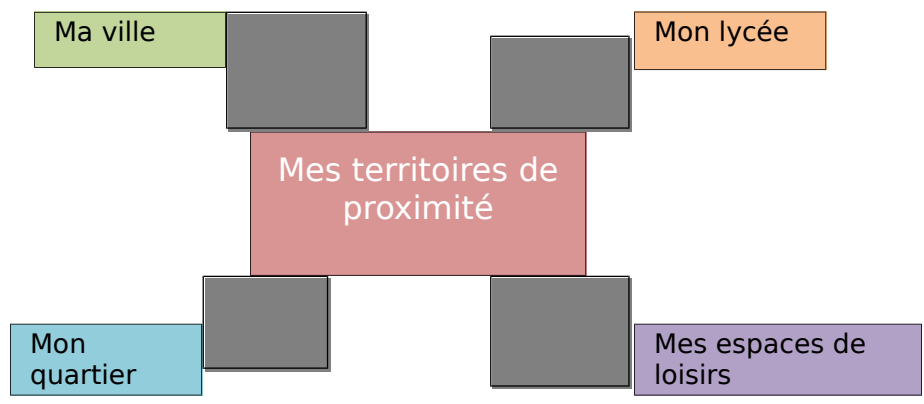 Ma ville
Mon lycée
Mes territoires de
proximité
Mon
quartier
Mes espaces de
loisirs